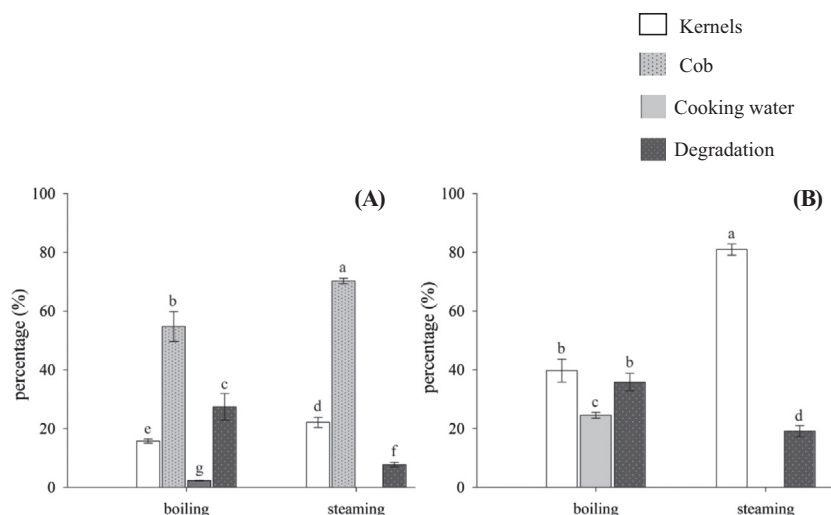 Kernels
Cob
Cooking water
Degradation
(A)
percentage (%)
100
80
60
40
20
0
e
b
g
c
d
a
f
boiling
steaming
(B)
percentage (%)
100
80
60
40
20
0
b
c
b
a
d
boiling
steaming